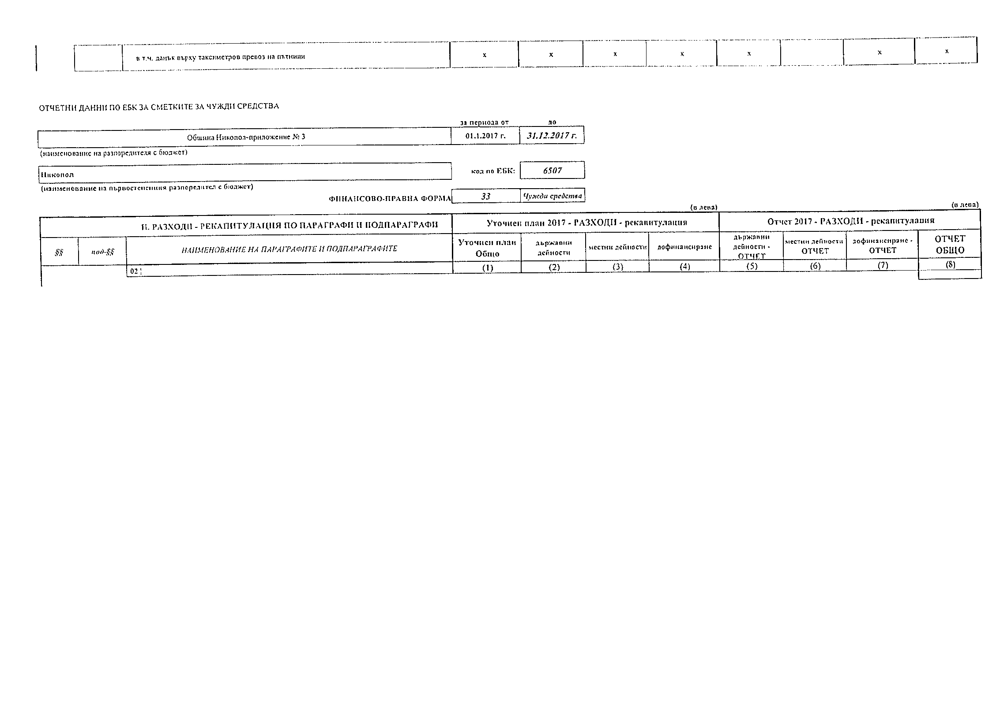 в т.ч. данък върху таксиметров превоз на пътници х х х х х х х
ОТЧЕТНИ ДАННИ ПО ЕБК ЗА СМЕТКИТЕ ЗА ЧУЖДИ СРЕДСТВА
за периода от до
Община Никопол-приложение № 3 01.1.2017 г. 31.12.2017 г.
(наименование на разпоредителя с бюджет)
Никопол код по ЕБК: 6507
(наименование на първостепенния разпоредител с бюджет)
ФИНАНСОВО-ПРАВНА ФОРМА 33 Чужди средства
(в лева) (в лева)
II. РАЗХОДИ - РЕКАПИТУЛАЦИЯ ПО ПАРАГРАФИ И ПОДПАРАГРАФИ Уточнен план 2017 - РАЗХОДИ - рекапитулация Отчет 2017 - РАЗХОДИ - рекапитулация
§§ под-§§ НАИМЕНОВАНИЕ НА ПАРАГРАФИТЕ И ПОДПАРАГРАФИТЕ
Уточнен план
Общо
държавни
дейности
местни дейности
дофинансиране
държавни
дейности -
ОТЧЕТ
местни дейности
ОТЧЕТ
дофинансиране -
ОТЧЕТ
ОТЧЕТ
ОБЩО
02 (1) (2) (3) (4) (5) (6) (7) (8)